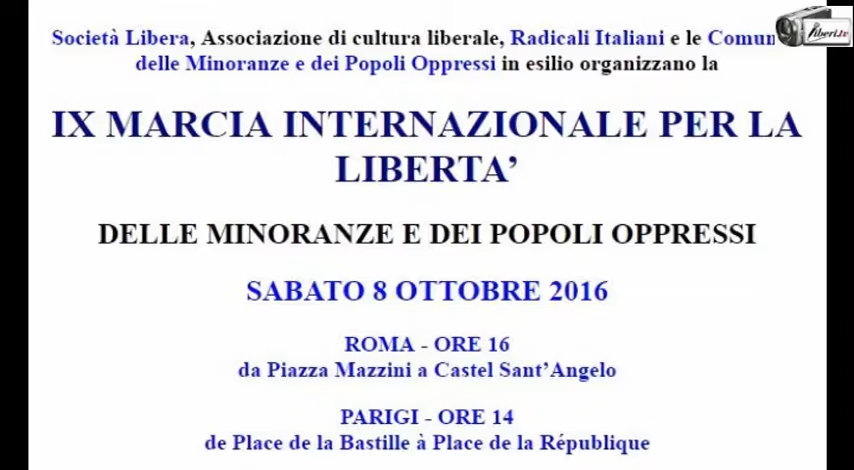 Società Libera, Associazione di cultura liberale, Radicali Italiani e le
delle Minoranze e dei Popoli Oppressi in esilio organizzano la
IX MARCIA INTERNAZIONALE PER LA
LIBERTA’
DELLE MINORANZE E DEI POPOLI OPPRESSI
SABATO 8 OTTOBRE 2016
ROMA - ORE 16
da Piazza Mazzini a Castel Sant’Angelo
PARIGI - ORE 14
de Place de la Bastille à Place de la République
Liberi.tv